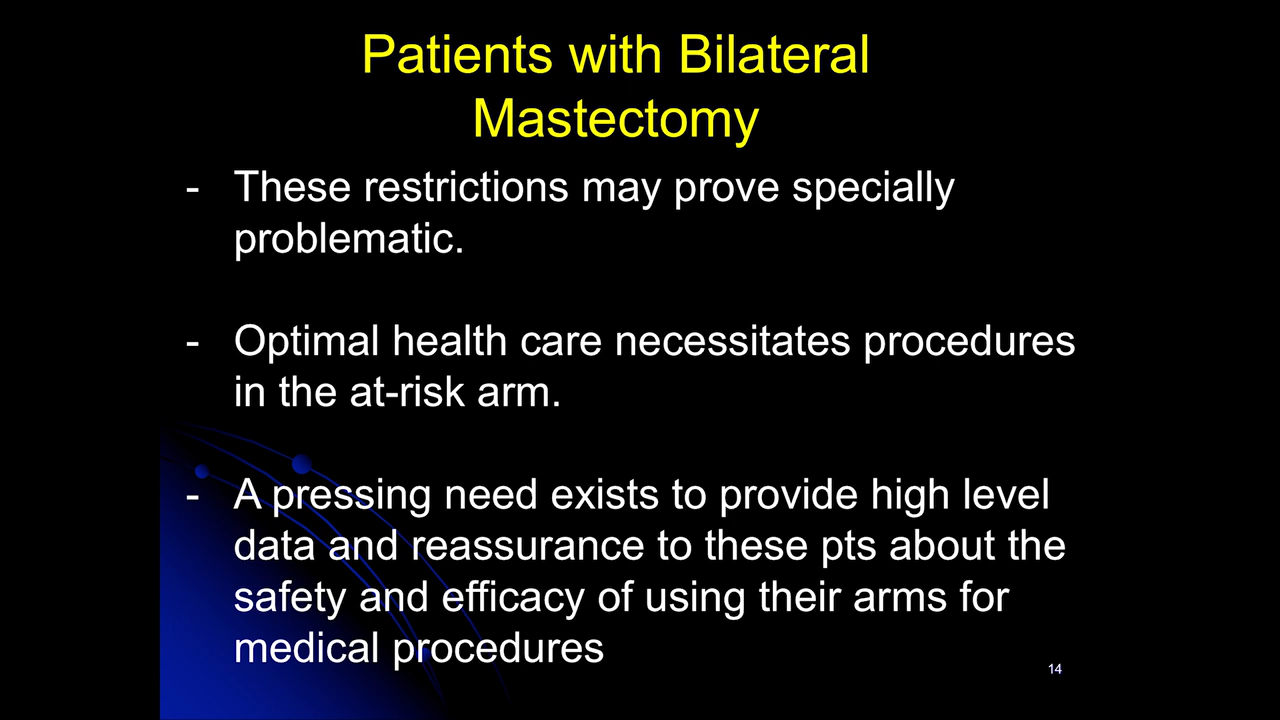 Patients with Bilateral
Mastectomy
- These restrictions may prove specially
problematic.
- Optimal health care necessitates procedures
in the at-risk arm.
- A pressing need exists to provide high level
data and reassurance to these pts about the
safety and efficacy of using their arms for
medical procedures
14